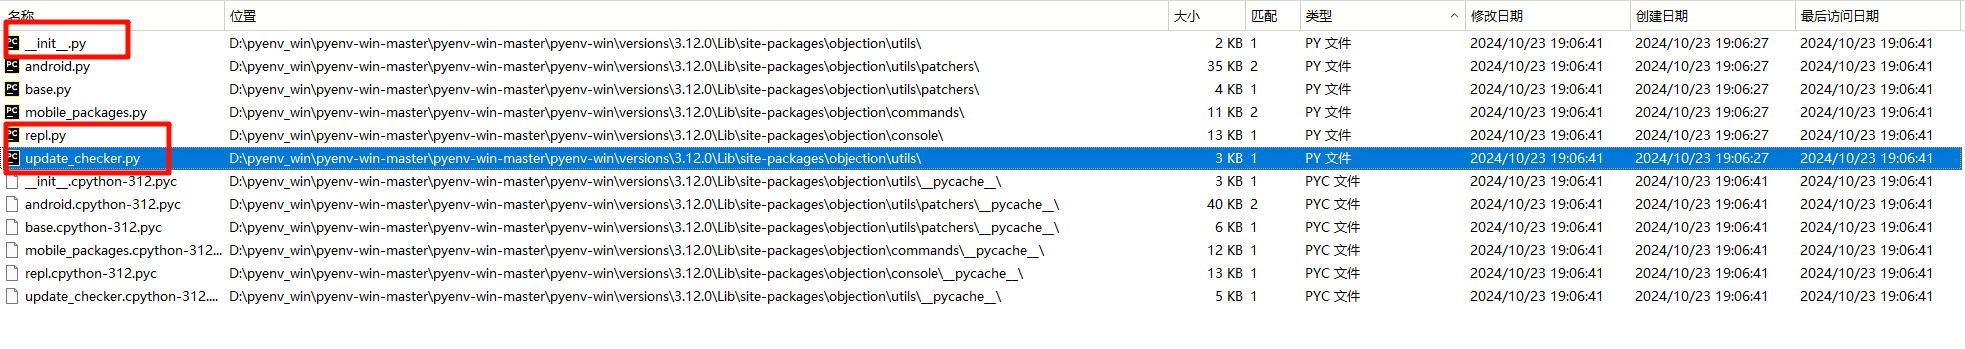 名称 位置 大小 匹配 类型 修改日期 创建日期 最后访问日期
__init__.py D:\pyenv_win\pyenv-win-master\pyenv-win-master\pyenv-win\versions\3.12.0\Lib\site-packages\objection\utils\ 2 KB 1 PY 文件 2024/10/23 19:06:41 2024/10/23 19:06:27 2024/10/23 19:06:41
android.py D:\pyenv_win\pyenv-win-master\pyenv-win-master\pyenv-win\versions\3.12.0\Lib\site-packages\objection\utils\patchers\ 35 KB 2 PY 文件 2024/10/23 19:06:41 2024/10/23 19:06:27 2024/10/23 19:06:41
base.py D:\pyenv_win\pyenv-win-master\pyenv-win-master\pyenv-win\versions\3.12.0\Lib\site-packages\objection\utils\patchers\ 4 KB 1 PY 文件 2024/10/23 19:06:41 2024/10/23 19:06:27 2024/10/23 19:06:41
mobile_packages.py D:\pyenv_win\pyenv-win-master\pyenv-win-master\pyenv-win\versions\3.12.0\Lib\site-packages\objection\commands\ 11 KB 2 PY 文件 2024/10/23 19:06:41 2024/10/23 19:06:27 2024/10/23 19:06:41
repl.py D:\pyenv_win\pyenv-win-master\pyenv-win-master\pyenv-win\versions\3.12.0\Lib\site-packages\objection\console\ 13 KB 1 PY 文件 2024/10/23 19:06:41 2024/10/23 19:06:27 2024/10/23 19:06:41
update_checker.py D:\pyenv_win\pyenv-win-master\pyenv-win-master\pyenv-win\versions\3.12.0\Lib\site-packages\objection\utils\ 3 KB 1 PY 文件 2024/10/23 19:06:41 2024/10/23 19:06:27 2024/10/23 19:06:41
__init__.cpython-312.pyc D:\pyenv_win\pyenv-win-master\pyenv-win-master\pyenv-win\versions\3.12.0\Lib\site-packages\objection\utils\__pycache__\ 3 KB 1 PYC 文件 2024/10/23 19:06:41 2024/10/23 19:06:41 2024/10/23 19:06:41
android.cpython-312.pyc D:\pyenv_win\pyenv-win-master\pyenv-win-master\pyenv-win\versions\3.12.0\Lib\site-packages\objection\utils\patchers\__pycache__\ 40 KB 2 PYC 文件 2024/10/23 19:06:41 2024/10/23 19:06:41 2024/10/23 19:06:41
base.cpython-312.pyc D:\pyenv_win\pyenv-win-master\pyenv-win-master\pyenv-win\versions\3.12.0\Lib\site-packages\objection\utils\patchers\__pycache__\ 6 KB 1 PYC 文件 2024/10/23 19:06:41 2024/10/23 19:06:41 2024/10/23 19:06:41
mobile_packages.cpython-312... D:\pyenv_win\pyenv-win-master\pyenv-win-master\pyenv-win\versions\3.12.0\Lib\site-packages\objection\commands\__pycache__\ 12 KB 1 PYC 文件 2024/10/23 19:06:41 2024/10/23 19:06:41 2024/10/23 19:06:41
repl.cpython-312.pyc D:\pyenv_win\pyenv-win-master\pyenv-win-master\pyenv-win\versions\3.12.0\Lib\site-packages\objection\console\__pycache__\ 13 KB 1 PYC 文件 2024/10/23 19:06:41 2024/10/23 19:06:41 2024/10/23 19:06:41
update_checker.cpython-312.... D:\pyenv_win\pyenv-win-master\pyenv-win-master\pyenv-win\versions\3.12.0\Lib\site-packages\objection\utils\__pycache__\ 5 KB 1 PYC 文件 2024/10/23 19:06:41 2024/10/23 19:06:41 2024/10/23 19:06:41